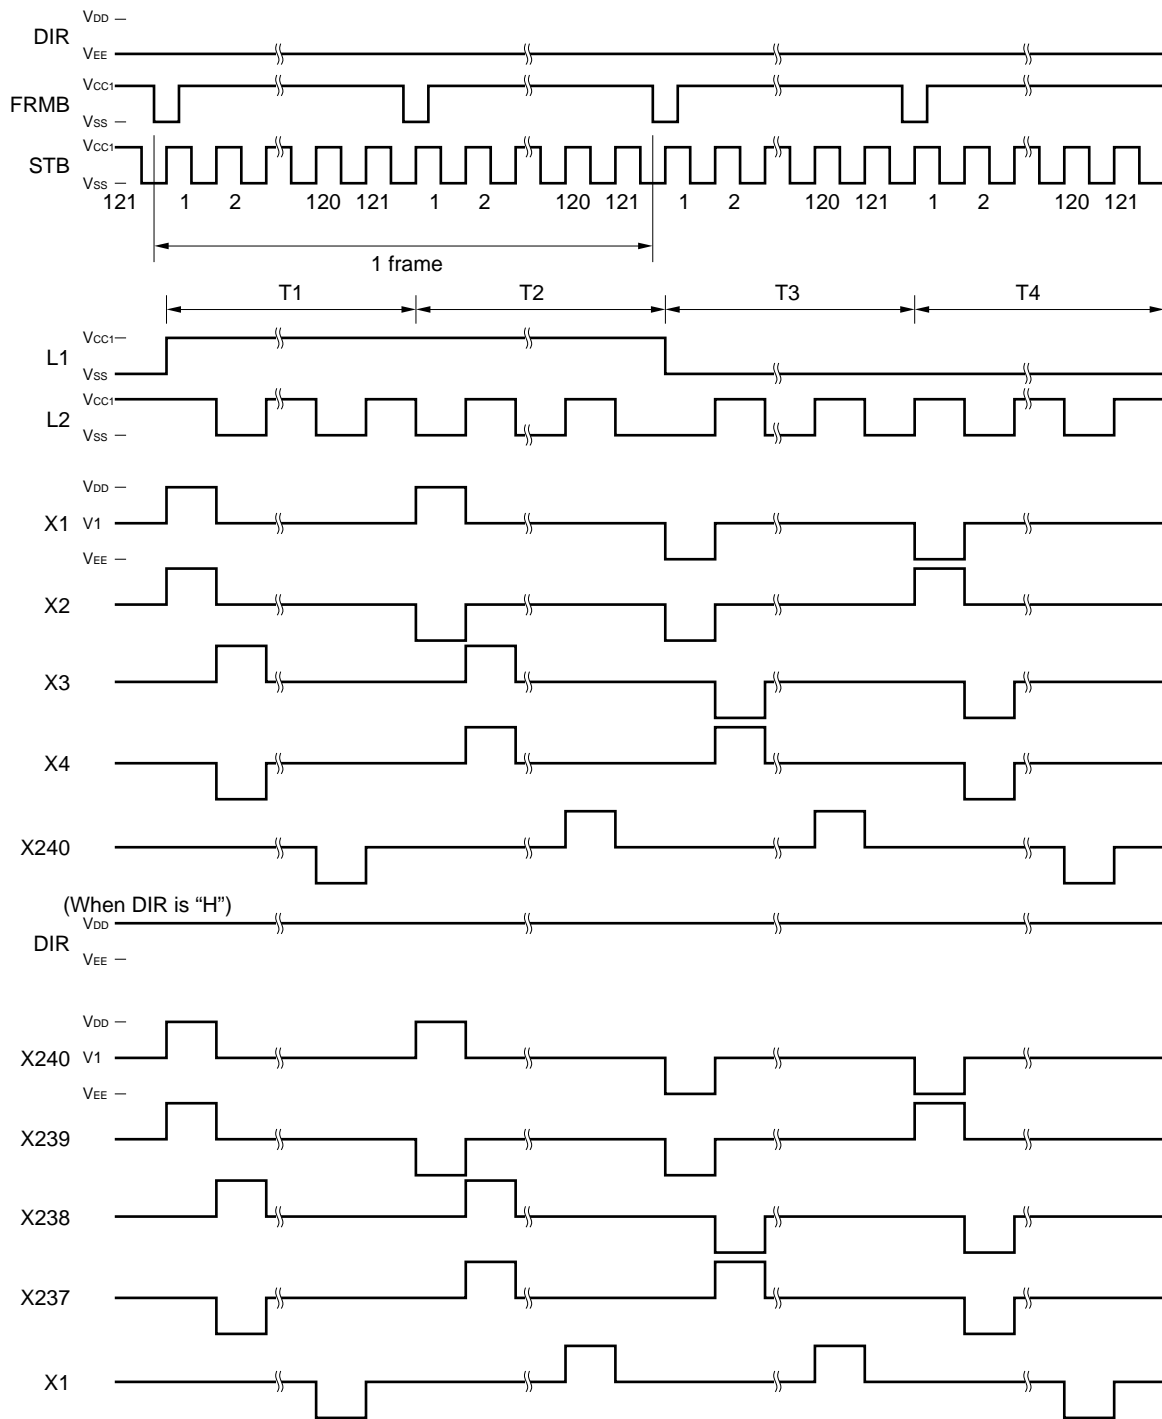 VDD
DIR
VEE
VCC1
FRMB
VSS
VCC1
STB
VSS
121 1 2 120 121 1 2 120 121 1 2 120 121 1 2 120 121
1 frame
T1 T2 T3 T4
VCC1
L1
VSS
VCC1
L2
VSS
VDD
X1 V1
VEE
X2
X3
X4
X240
(When DIR is “H”)
VDD
DIR
VEE
VDD
X240 V1
VEE
X239
X238
X237
X1